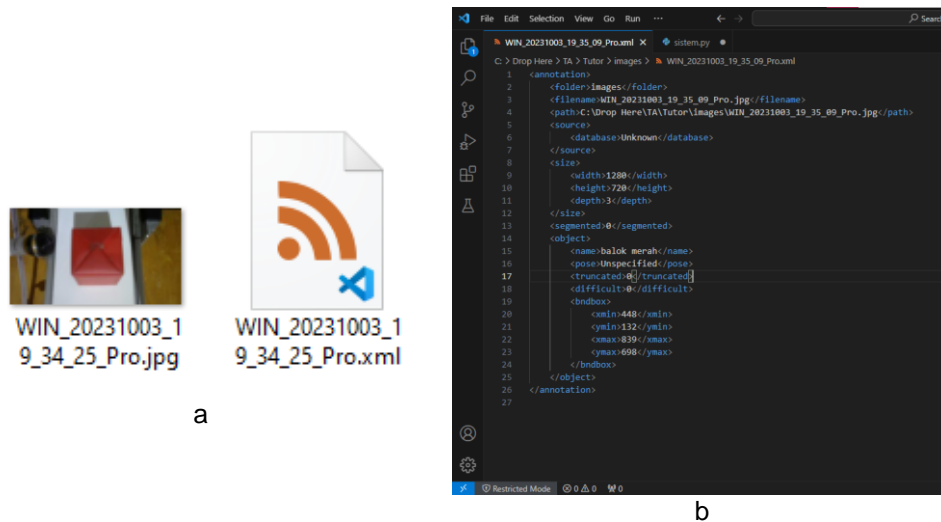 WIN_20231003_1
9_34_25_Pro.jpg
WIN_20231003_1
9_34_25_Pro.xml
a
File Edit Selection View Go Run ··· Search
WIN_20231003_19_35_09_Pro.xml sistem.py
C: > Drop Here > TA > Tutor > images > WIN_20231003_19_35_09_Pro.xml
1 <annotation>
2 <folder>images</folder>
3 <filename>WIN_20231003_19_35_09_Pro.jpg</filename>
4 <path>C:\Drop Here\TA\Tutor\images\WIN_20231003_19_35_09_Pro.jpg</path>
5 <source>
6 <database>Unknown</database>
7 </source>
8 <size>
9 <width>1280</width>
10 <height>720</height>
11 <depth>3</depth>
12 </size>
13 <segmented>0</segmented>
14 <object>
15 <name>balok merah</name>
16 <pose>Unspecified</pose>
17 <truncated>0</truncated>
18 <difficult>0</difficult>
19 <bndbox>
20 <xmin>448</xmin>
21 <ymin>132</ymin>
22 <xmax>839</xmax>
23 <ymax>698</ymax>
24 </bndbox>
25 </object>
26 </annotation>
27
1
Restricted Mode 0 0 0
b